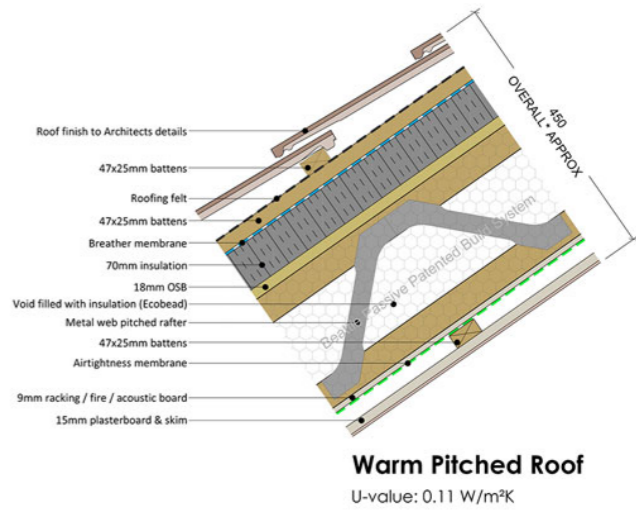 450
OVERALL* APPROX
Roof finish to Architects details
47x25mm battens
Roofing felt
47x25mm battens
Breather membrane
70mm insulation
18mm OSB
Void filled with insulation (Ecobead)
Metal web pitched rafter
47x25mm battens
Airtightness membrane
9mm racking / fire / acoustic board
15mm plasterboard & skim
Beattie Passive Patented Build System
Warm Pitched Roof
U-value: 0.11 W/m²K